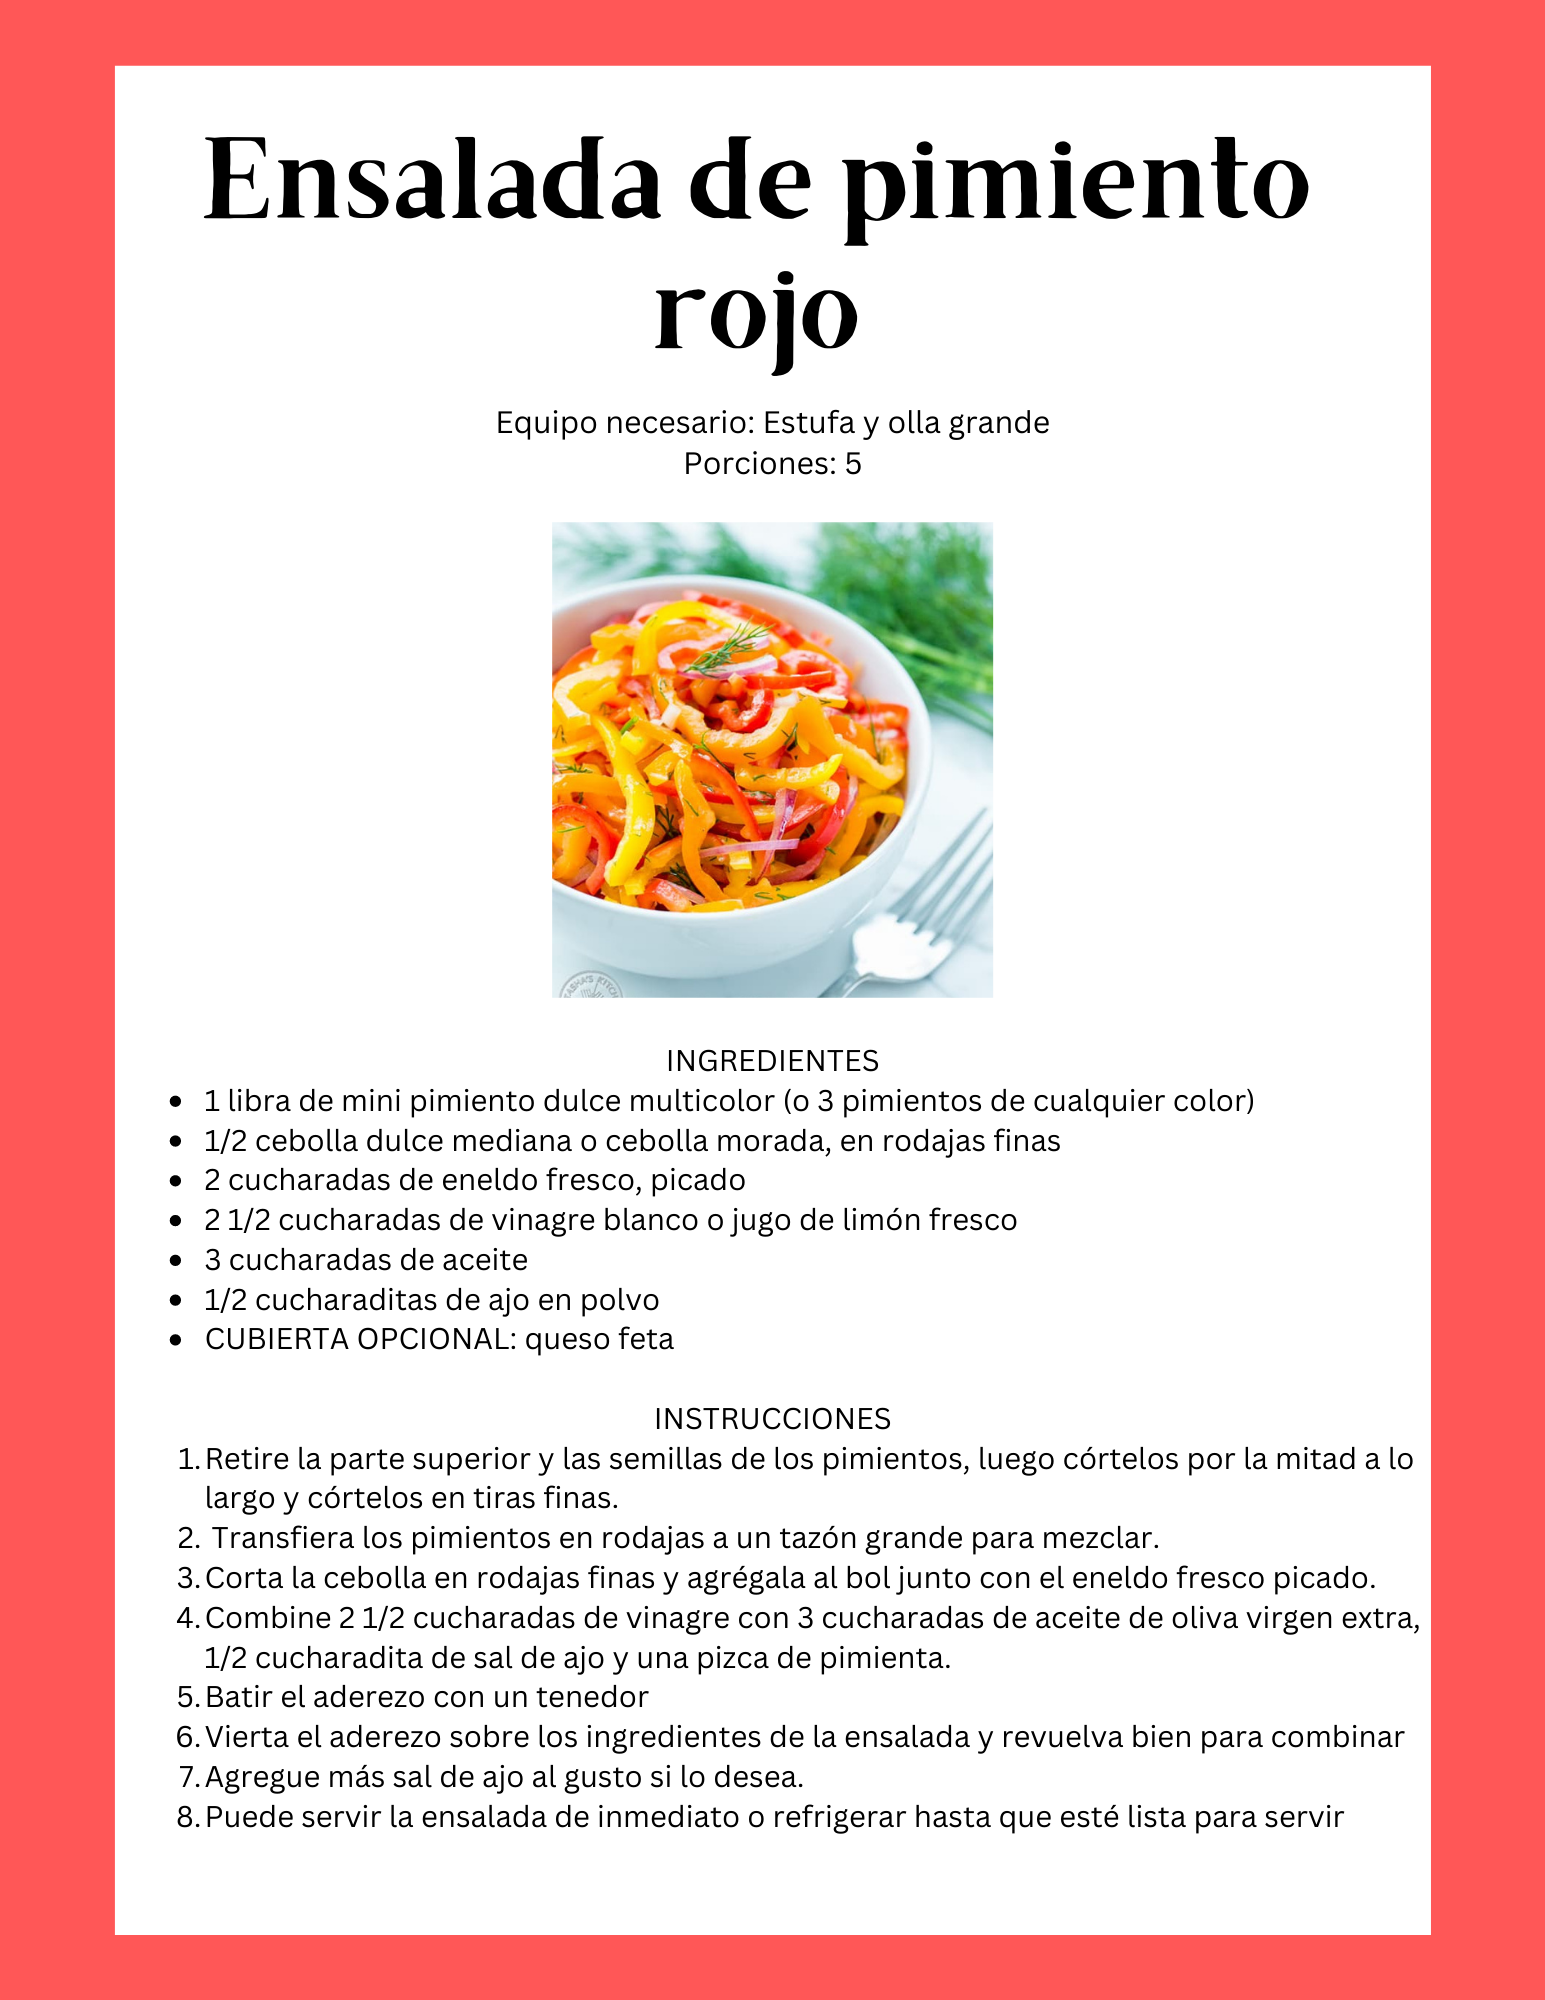 Ensalada de pimiento
rojo
Equipo necesario: Estufa y olla grande
Porciones: 5
INGREDIENTES
• 1 libra de mini pimiento dulce multicolor (o 3 pimientos de cualquier color)
• 1/2 cebolla dulce mediana o cebolla morada, en rodajas finas
• 2 cucharadas de eneldo fresco, picado
• 2 1/2 cucharadas de vinagre blanco o jugo de limón fresco
• 3 cucharadas de aceite
• 1/2 cucharaditas de ajo en polvo
• CUBIERTA OPCIONAL: queso feta
INSTRUCCIONES
1. Retire la parte superior y las semillas de los pimientos, luego córtelos por la mitad a lo
largo y córtelos en tiras finas.
2. Transfiera los pimientos en rodajas a un tazón grande para mezclar.
3. Corta la cebolla en rodajas finas y agrégala al bol junto con el eneldo fresco picado.
4. Combine 2 1/2 cucharadas de vinagre con 3 cucharadas de aceite de oliva virgen extra,
1/2 cucharadita de sal de ajo y una pizca de pimienta.
5. Batir el aderezo con un tenedor
6. Vierta el aderezo sobre los ingredientes de la ensalada y revuelva bien para combinar
7. Agregue más sal de ajo al gusto si lo desea.
8. Puede servir la ensalada de inmediato o refrigerar hasta que esté lista para servir